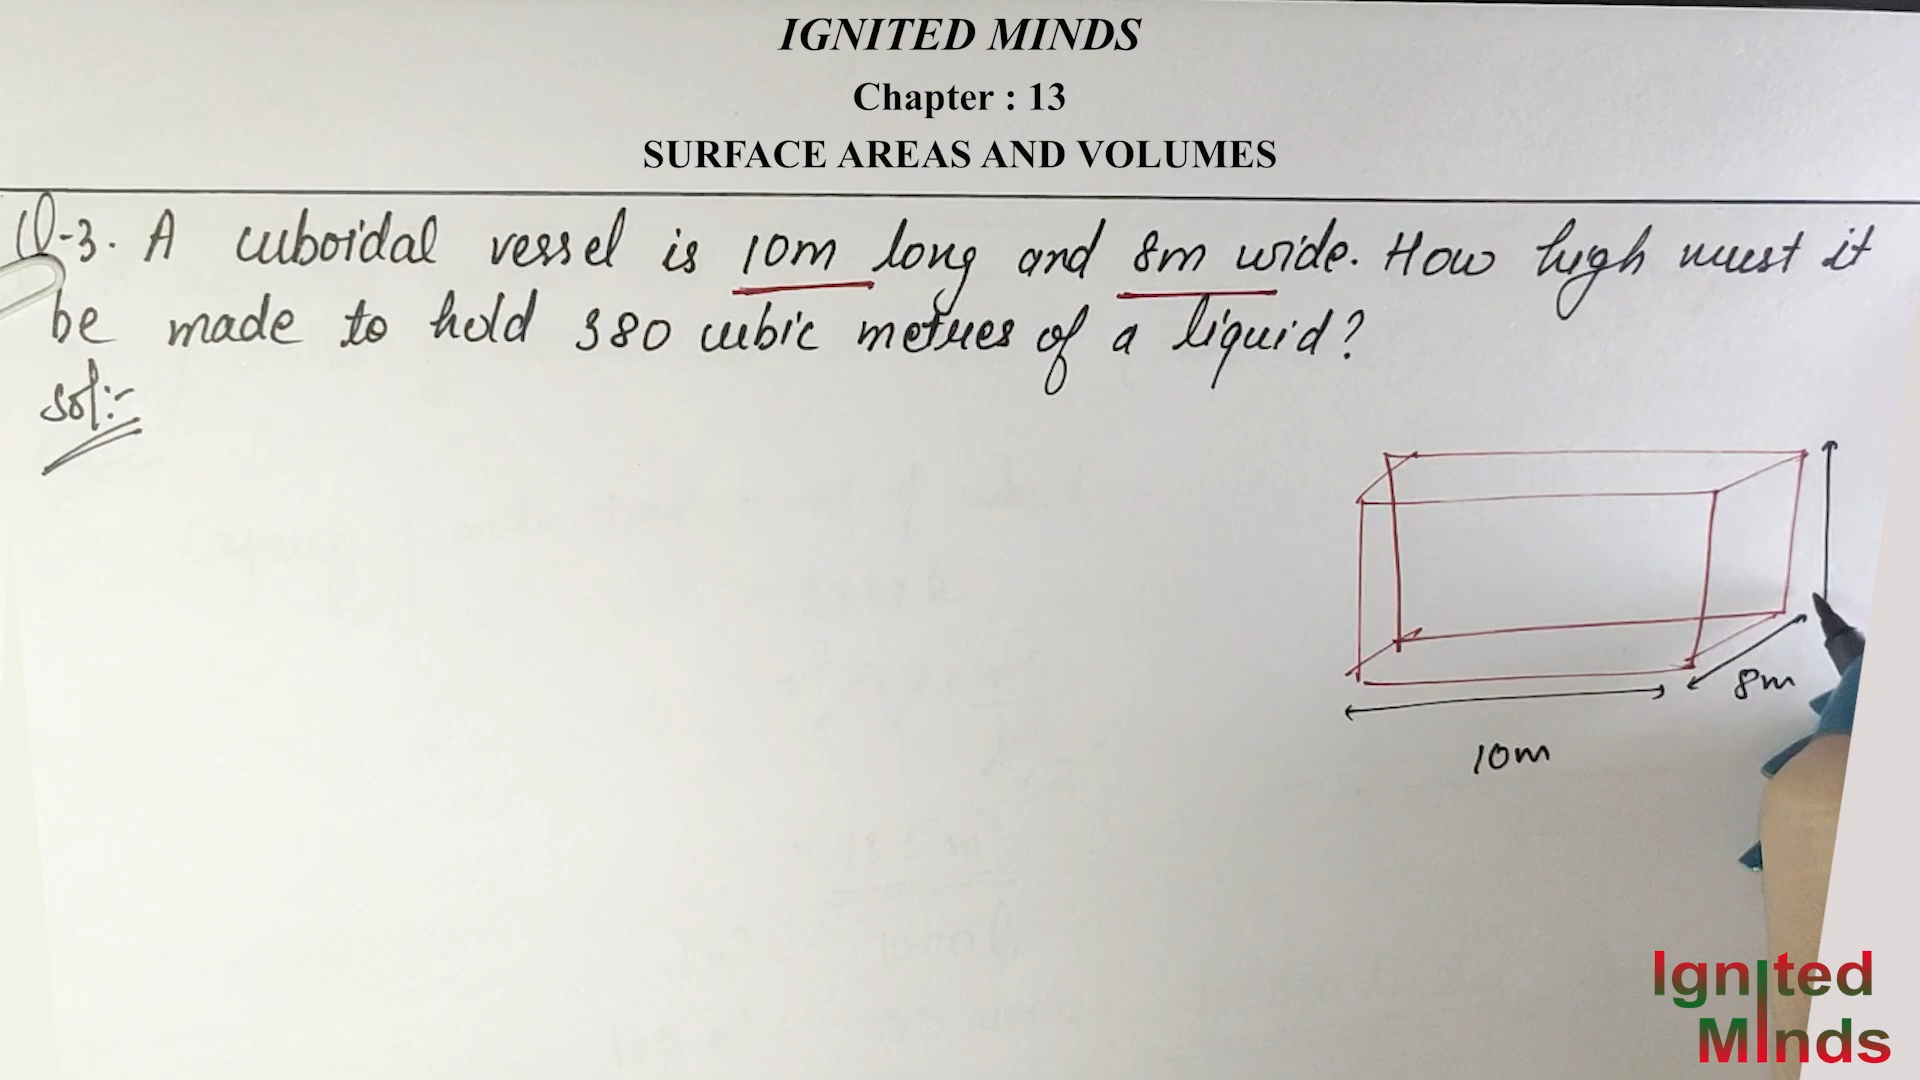 IGNITED MINDS
Chapter : 13
SURFACE AREAS AND VOLUMES
Q-3. A cuboidal vessel is 10m long and 8m wide. How high must it
be made to hold 380 cubic metres of a liquid?
Sol:-
8m
10m
Ignited
Minds